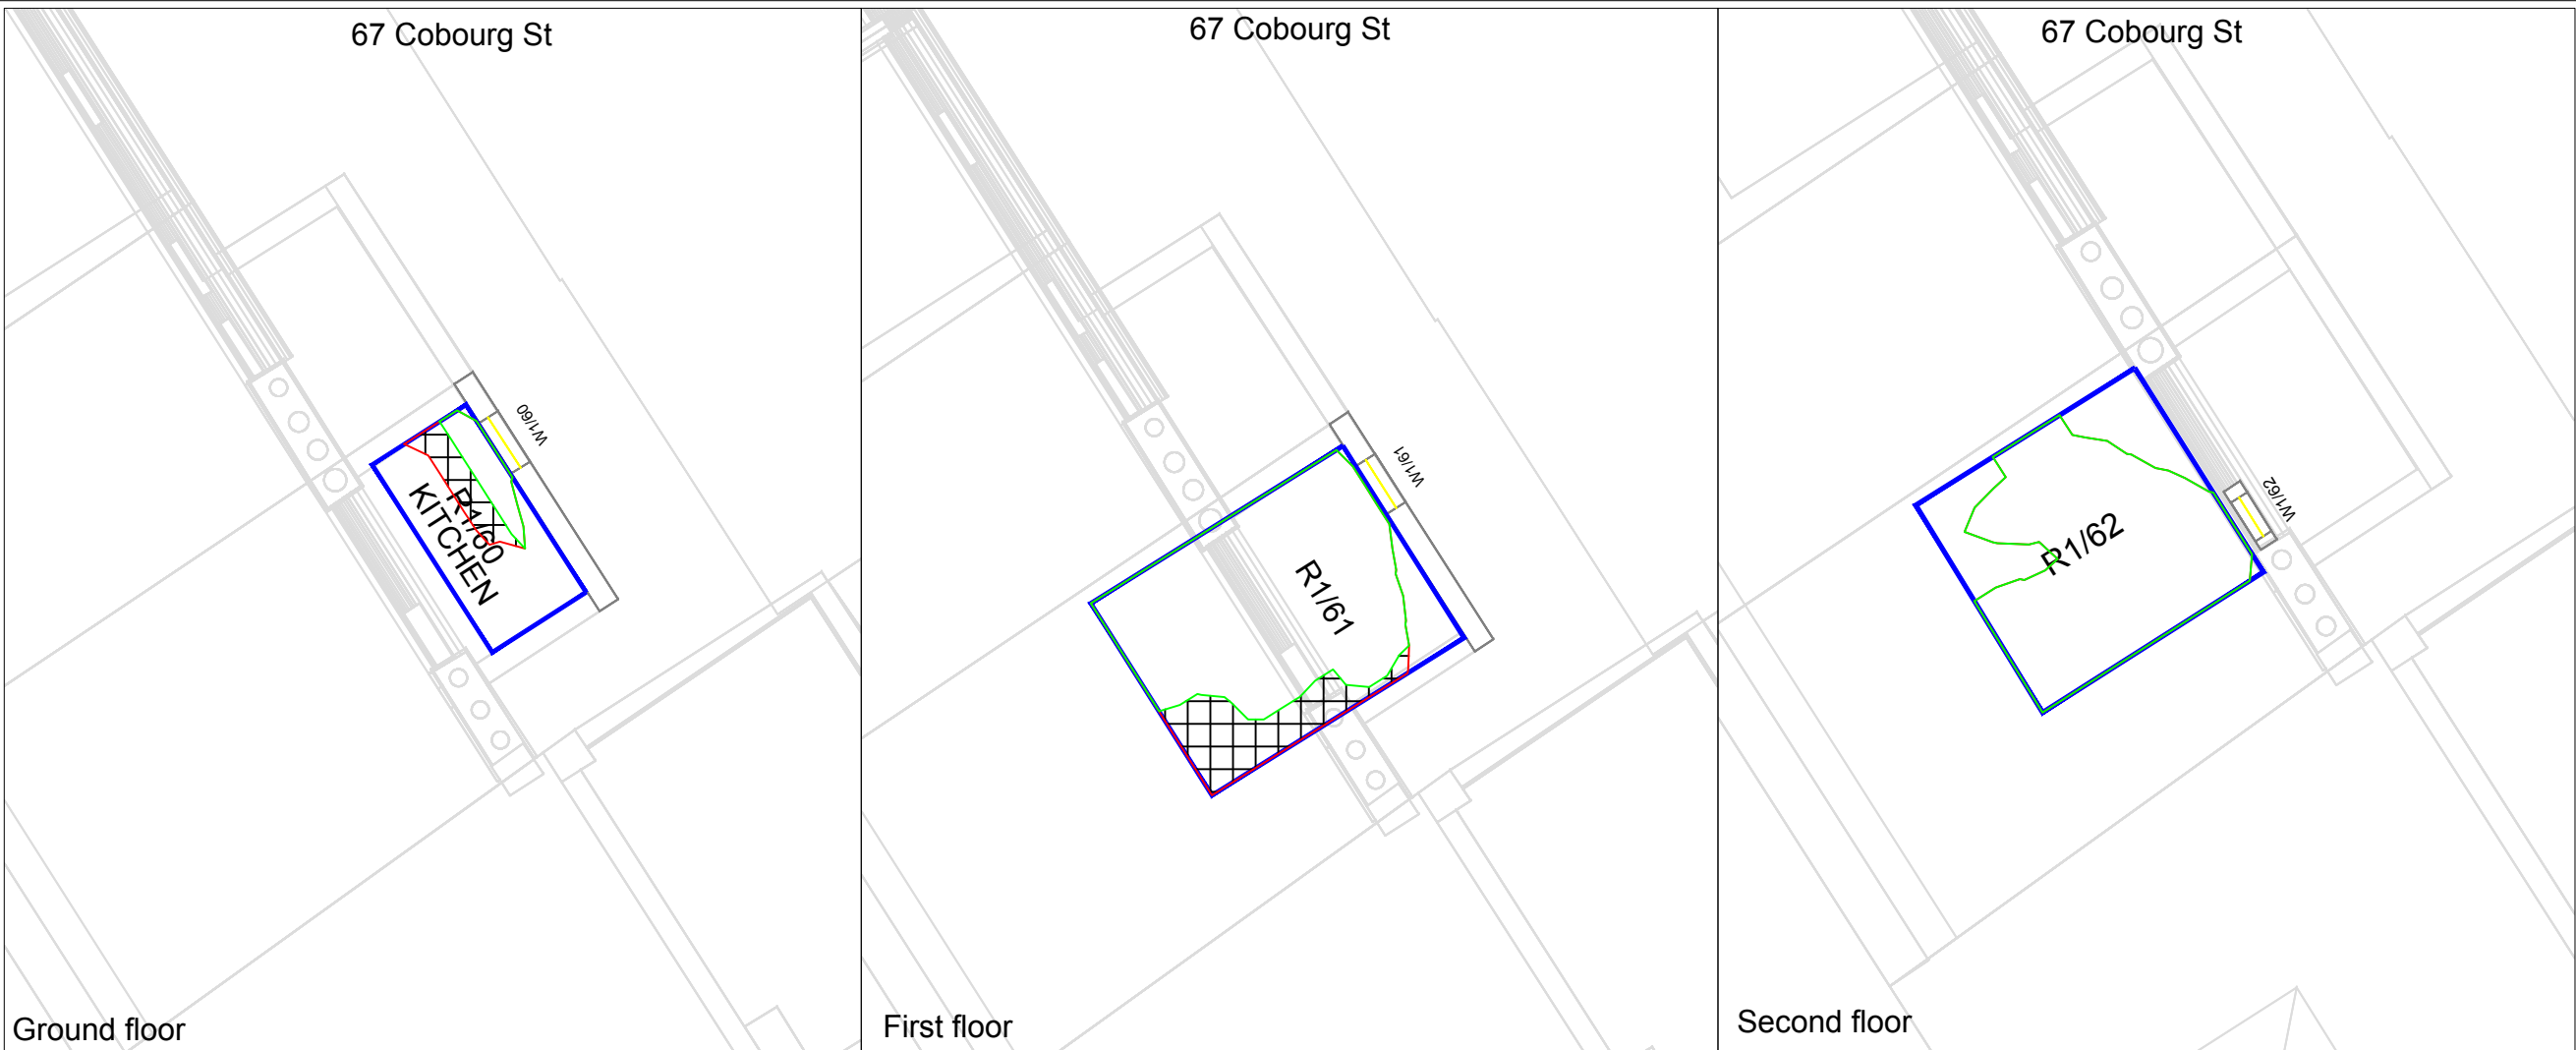 67 Cobourg St
W1/60
R1/60
KITCHEN
Ground floor
67 Cobourg St
W1/61
R1/61
First floor
67 Cobourg St
W1/62
R1/62
Second floor